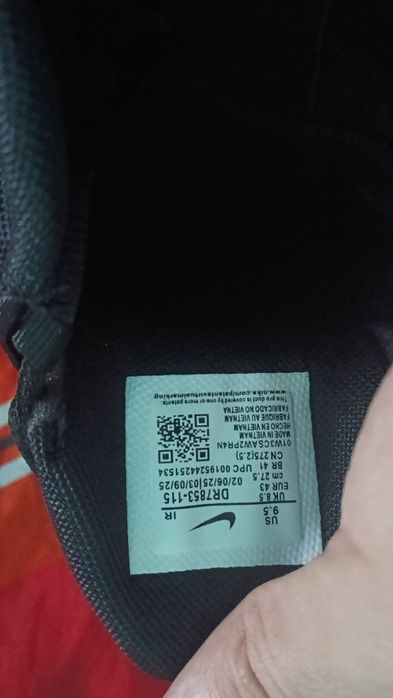 US
9.5 IR
UK 8.5 DR7853-115
EUR 43
cm 27.5 02/06/25|03/09/25
BR 41 UPC 00196244251534
CN 275(2.5)
01W3CSAW2PR4N
MADE IN VIETNAM
HECHO EN VIETNAM
FABRIQUE AU VIETNAM
FABRICADO NO VIETNA
This product is covered by one or more patents
www.nike.com/patentsvirtualmarking